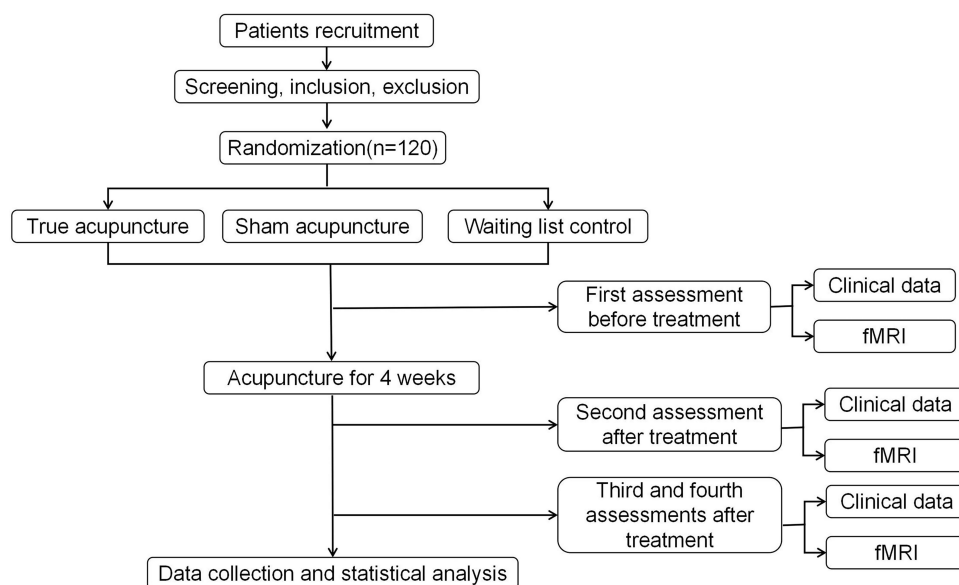 Patients recruitment
Screening, inclusion, exclusion
Randomization(n=120)
True acupuncture
Sham acupuncture
Waiting list control
First assessment
before treatment
Clinical data
fMRI
Acupuncture for 4 weeks
Second assessment
after treatment
Clinical data
fMRI
Third and fourth
assessments after
treatment
Clinical data
fMRI
Data collection and statistical analysis